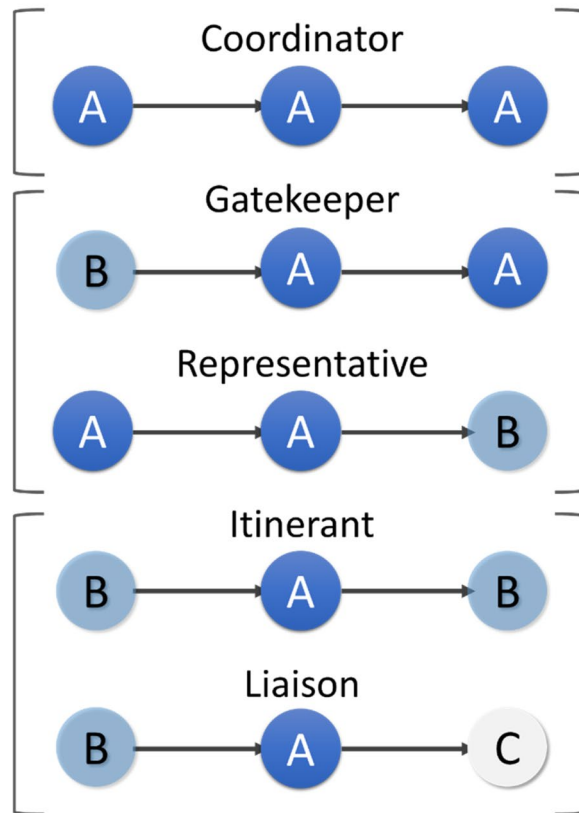 Coordinator
A A A
Gatekeeper
B A A
Representative
A A B
Itinerant
B A B
Liaison
B A C